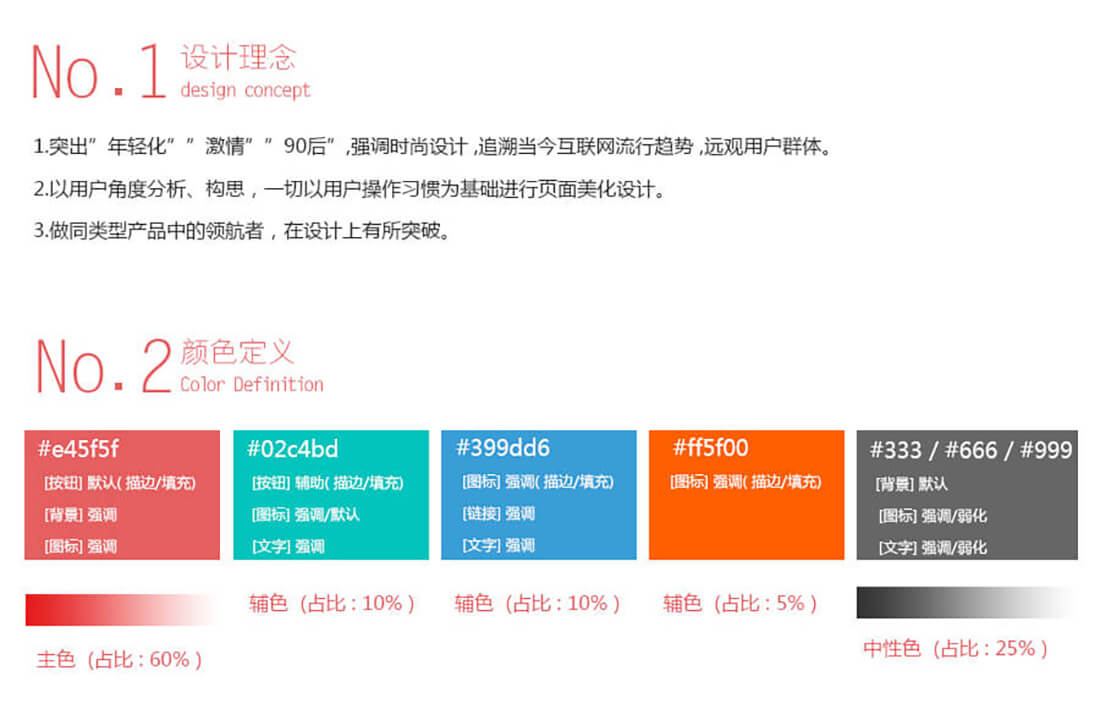 No.1 设计理念
design concept
1.突出”年轻化””激情””90后”,强调时尚设计,追溯当今互联网流行趋势,远观用户群体。
2.以用户角度分析、构思，一切以用户操作习惯为基础进行页面美化设计。
3.做同类型产品中的领航者，在设计上有所突破。
No.2 颜色定义
Color Definition
#e45f5f
[按钮] 默认( 描边/填充)
[背景] 强调
[图标] 强调
#02c4bd
[按钮] 辅助( 描边/填充)
[图标] 强调/默认
[文字] 强调
#399dd6
[图标] 强调( 描边/填充)
[链接] 强调
[文字] 强调
#ff5f00
[图标] 强调( 描边/填充)
#333 / #666 / #999
[背景] 默认
[图标] 强调/弱化
[文字] 强调/弱化
主色 (占比 : 60% )
辅色 (占比 : 10% )
辅色 (占比 : 10% )
辅色 (占比 : 5% )
中性色 (占比 : 25% )